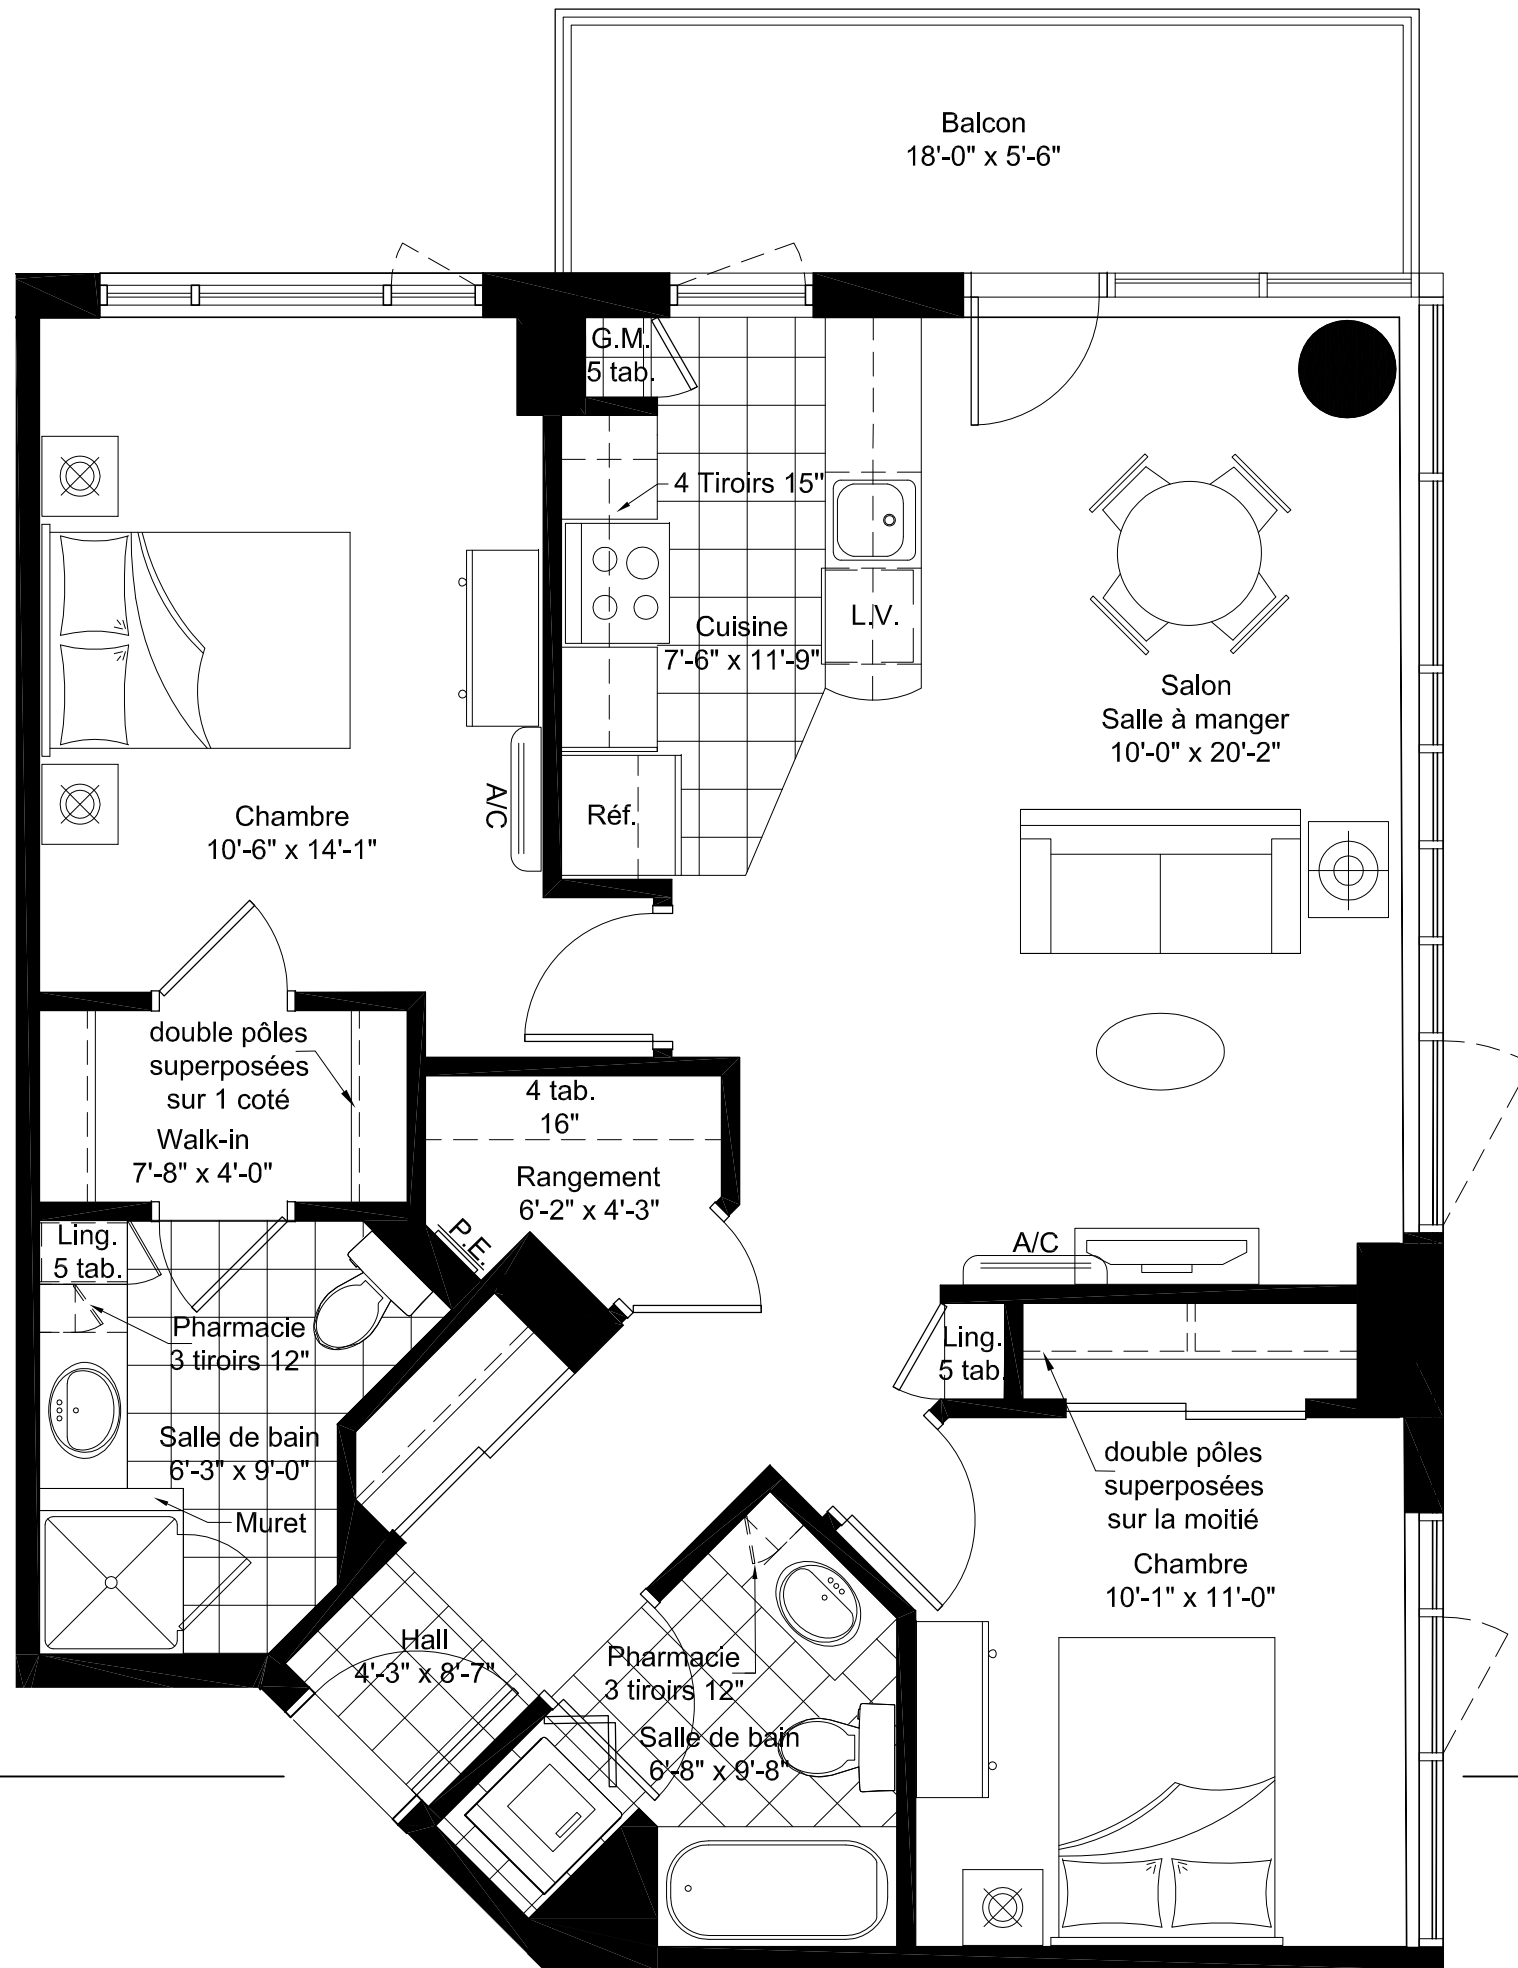 Balcon
18'-0" x 5'-6"
G.M.
5 tab.
4 Tiroirs 15"
Cuisine
7'-6" x 11'-9"
L.V.
Salon
Salle à manger
10'-0" x 20'-2"
Réf.
A/C
Chambre
10'-6" x 14'-1"
double pôles
superposées
sur 1 coté
Walk-in
7'-8" x 4'-0"
4 tab.
16"
Rangement
6'-2" x 4'-3"
P.E.
Ling.
5 tab.
Pharmacie
3 tiroirs 12"
Salle de bain
6'-3" x 9'-0"
Muret
A/C
Ling.
5 tab.
double pôles
superposées
sur la moitié
Chambre
10'-1" x 11'-0"
Hall
4'-3" x 8'-7"
Pharmacie
3 tiroirs 12"
Salle de bain
6'-8" x 9'-8"